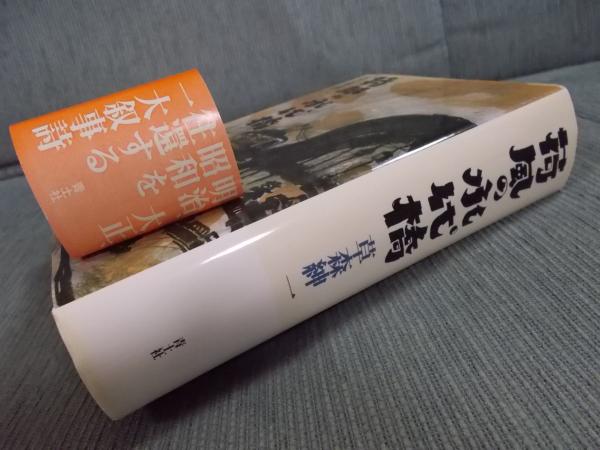 荷風の永代橋
草森紳一
青土社
明治 大正
昭和を
往還する
一大叙事詩
青土社